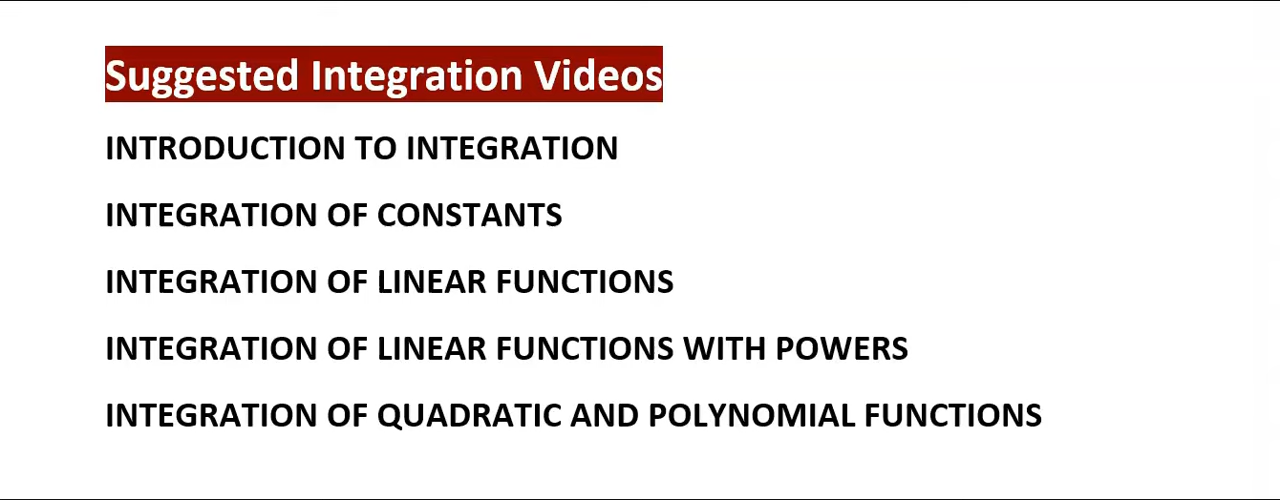 Suggested Integration Videos
INTRODUCTION TO INTEGRATION
INTEGRATION OF CONSTANTS
INTEGRATION OF LINEAR FUNCTIONS
INTEGRATION OF LINEAR FUNCTIONS WITH POWERS
INTEGRATION OF QUADRATIC AND POLYNOMIAL FUNCTIONS